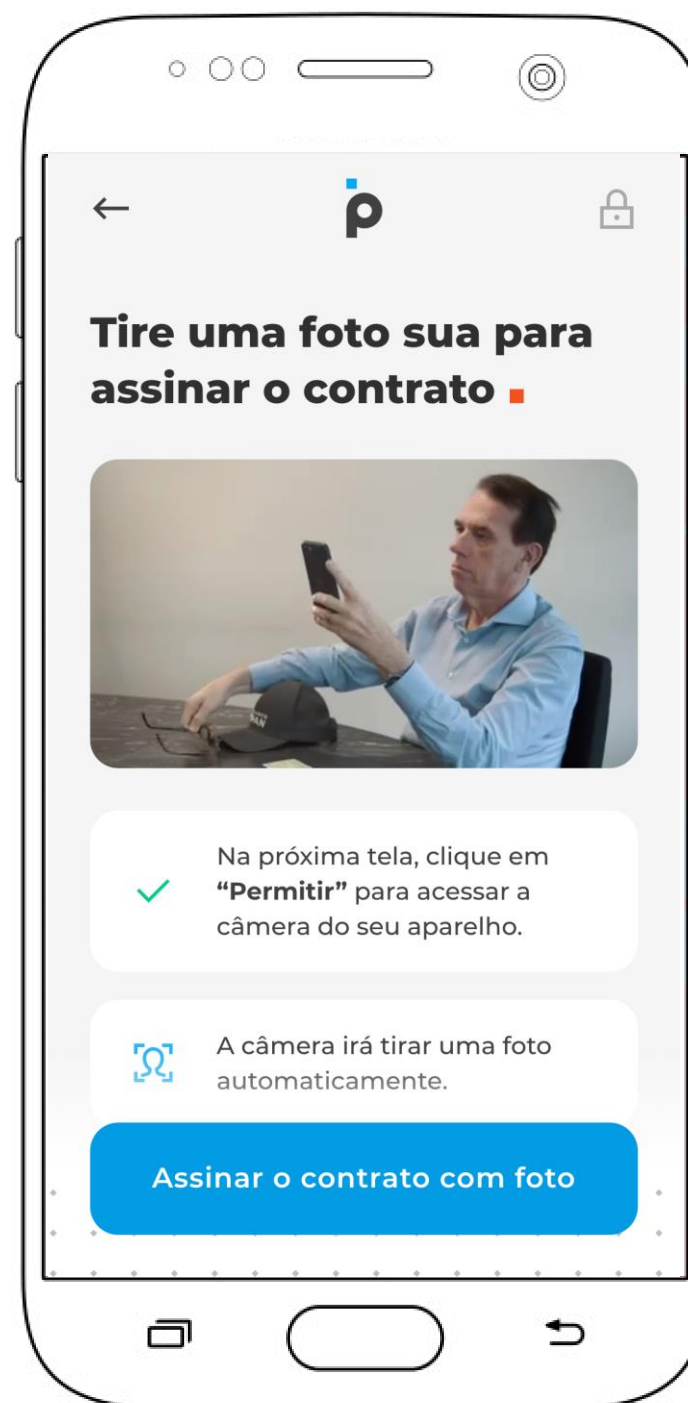 Tire uma foto sua para
assinar o contrato
Na próxima tela, clique em
“Permitir” para acessar a
câmera do seu aparelho.
A câmera irá tirar uma foto
automaticamente.
Assinar o contrato com foto